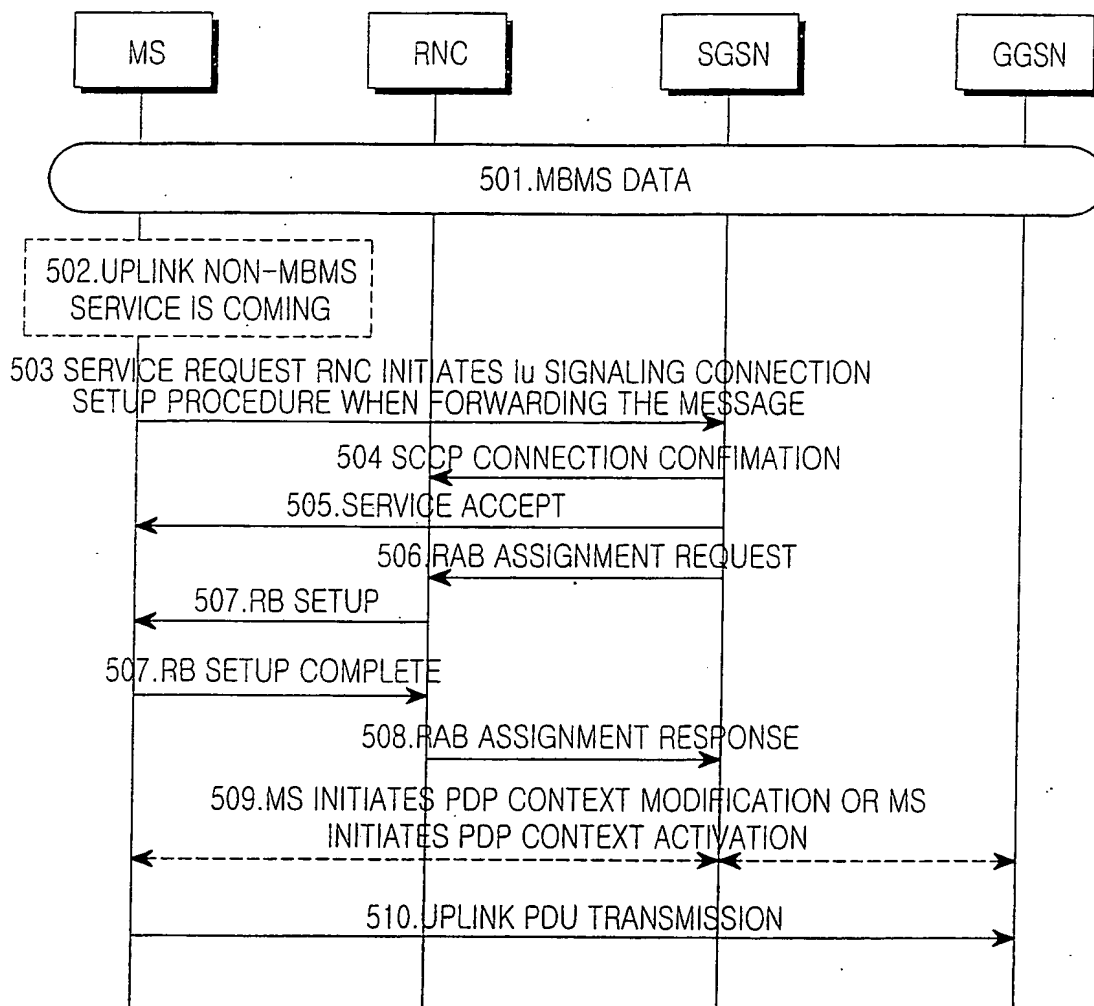 MS RNC SGSN GGSN
501.MBMS DATA
502.UPLINK NON-MBMS
SERVICE IS COMING
503 SERVICE REQUEST RNC INITIATES Iu SIGNALING CONNECTION
SETUP PROCEDURE WHEN FORWARDING THE MESSAGE
504 SCCP CONNECTION CONFIMATION
505.SERVICE ACCEPT
506.RAB ASSIGNMENT REQUEST
507.RB SETUP
507.RB SETUP COMPLETE
508.RAB ASSIGNMENT RESPONSE
509.MS INITIATES PDP CONTEXT MODIFICATION OR MS
INITIATES PDP CONTEXT ACTIVATION
510.UPLINK PDU TRANSMISSION